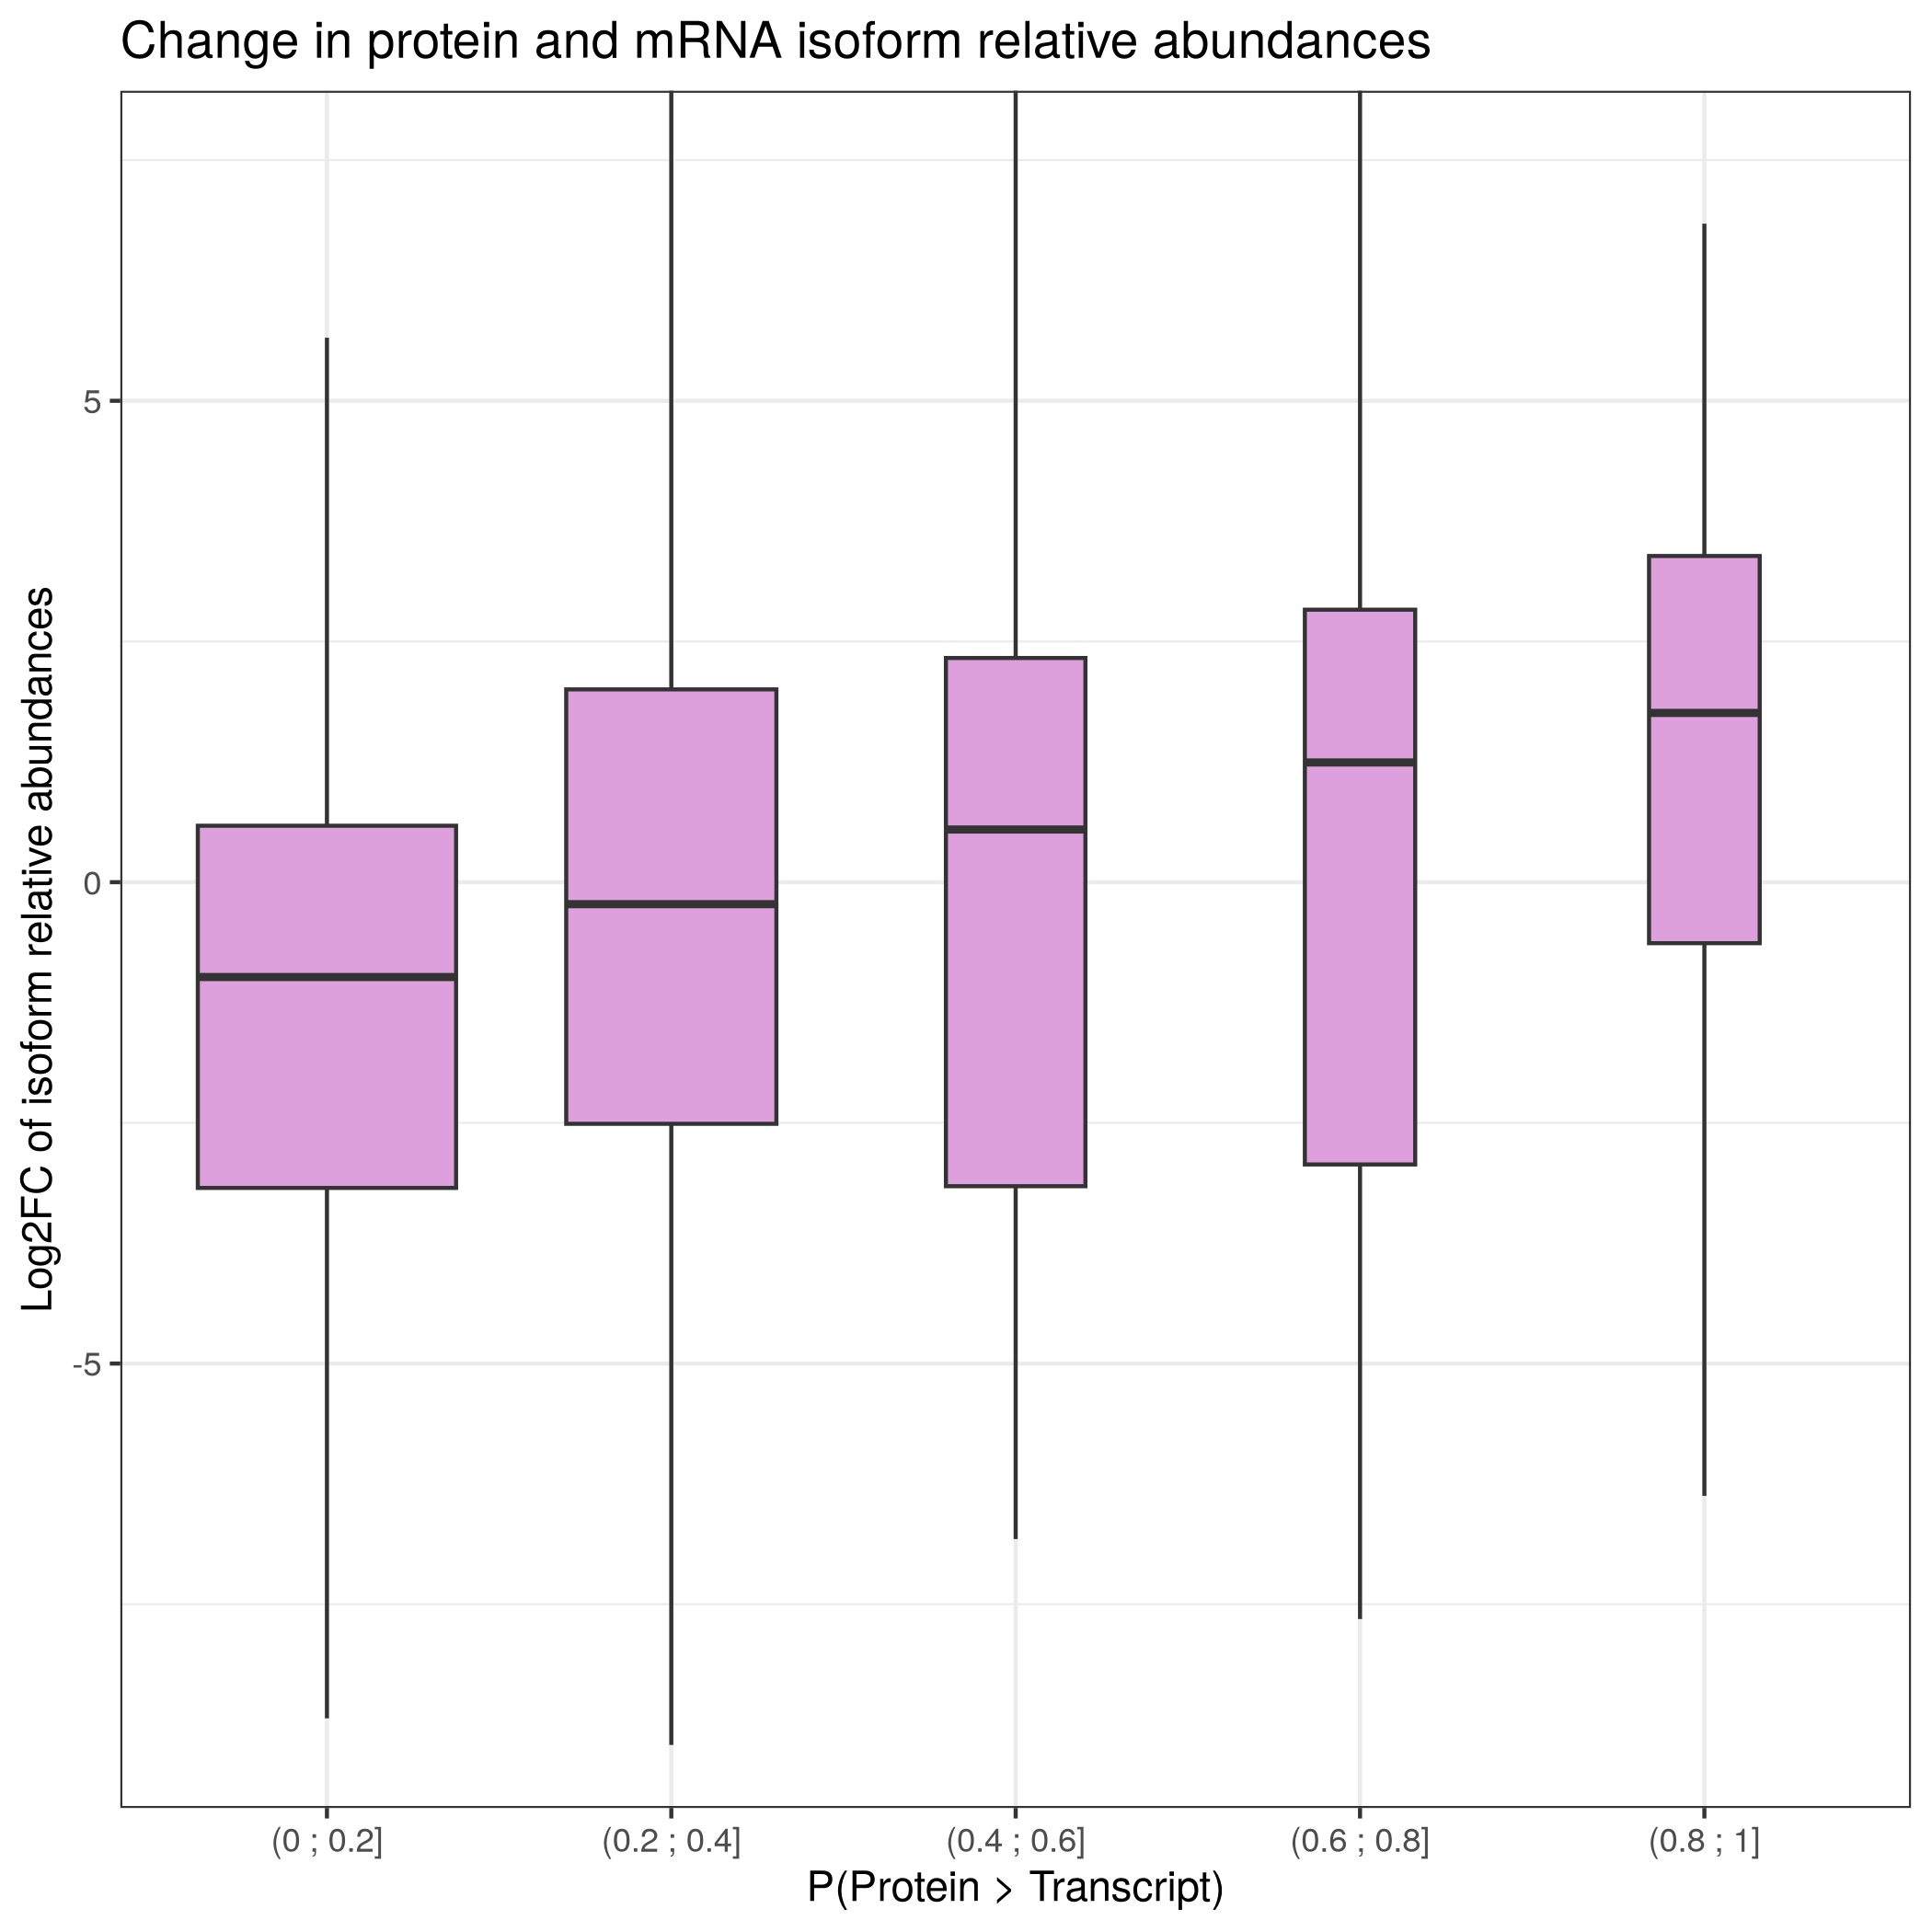 Change in protein and mRNA isoform relative abundances
Log2FC of isoform relative abundances
5
0
-5
(0 ; 0.2]
(0.2 ; 0.4]
(0.4 ; 0.6]
(0.6 ; 0.8]
(0.8 ; 1]
P(Protein > Transcript)